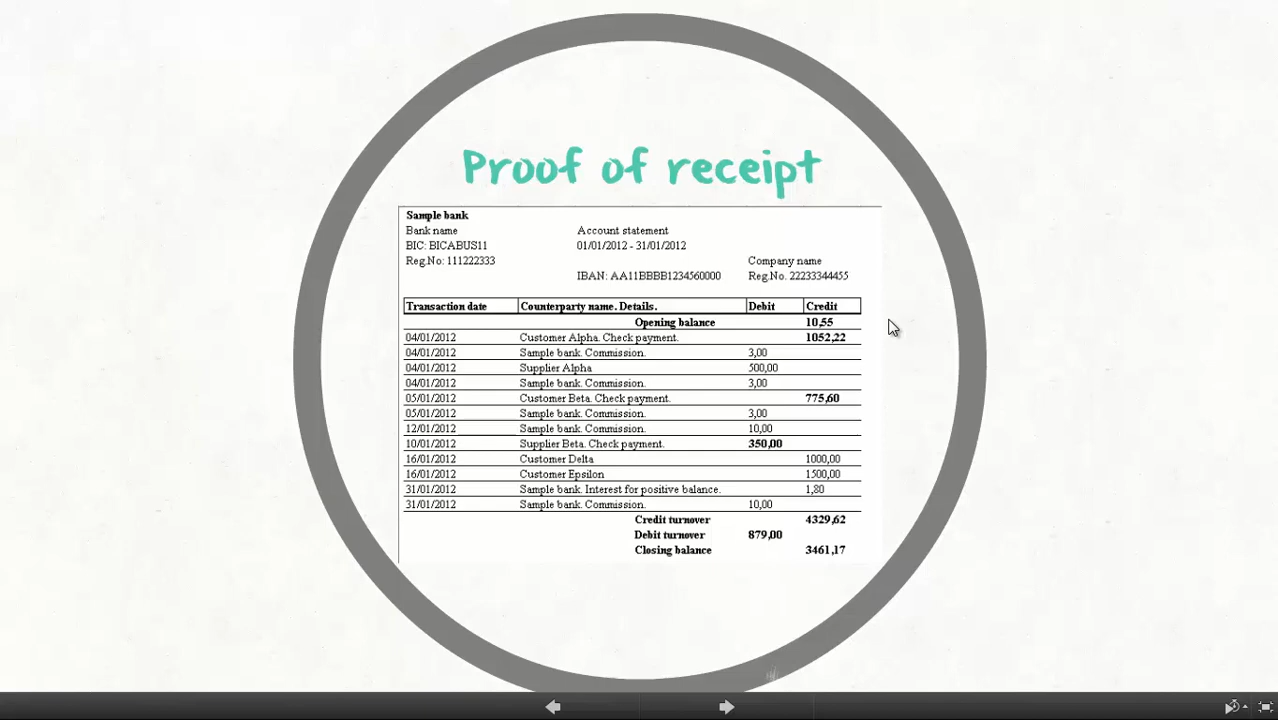 Proof of receipt
Sample bank
Bank name Account statement
BIC: BICABUS11 01/01/2012 - 31/01/2012
Reg.No: 111222333 Company name
IBAN: AA11BBBB1234560000 Reg.No. 22233344455
Transaction date Counterparty name. Details. Debit Credit
Opening balance 10,55
04/01/2012 Customer Alpha. Check payment. 1052,22
04/01/2012 Sample bank. Commission. 3,00
04/01/2012 Supplier Alpha 500,00
04/01/2012 Sample bank. Commission. 3,00
05/01/2012 Customer Beta. Check payment. 775,60
05/01/2012 Sample bank. Commission. 3,00
12/01/2012 Sample bank. Commission. 10,00
10/01/2012 Supplier Beta. Check payment. 350,00
16/01/2012 Customer Delta 1000,00
16/01/2012 Customer Epsilon 1500,00
31/01/2012 Sample bank. Interest for positive balance. 1,80
31/01/2012 Sample bank. Commission. 10,00
Credit turnover 4329,62
Debit turnover 879,00
Closing balance 3461,17